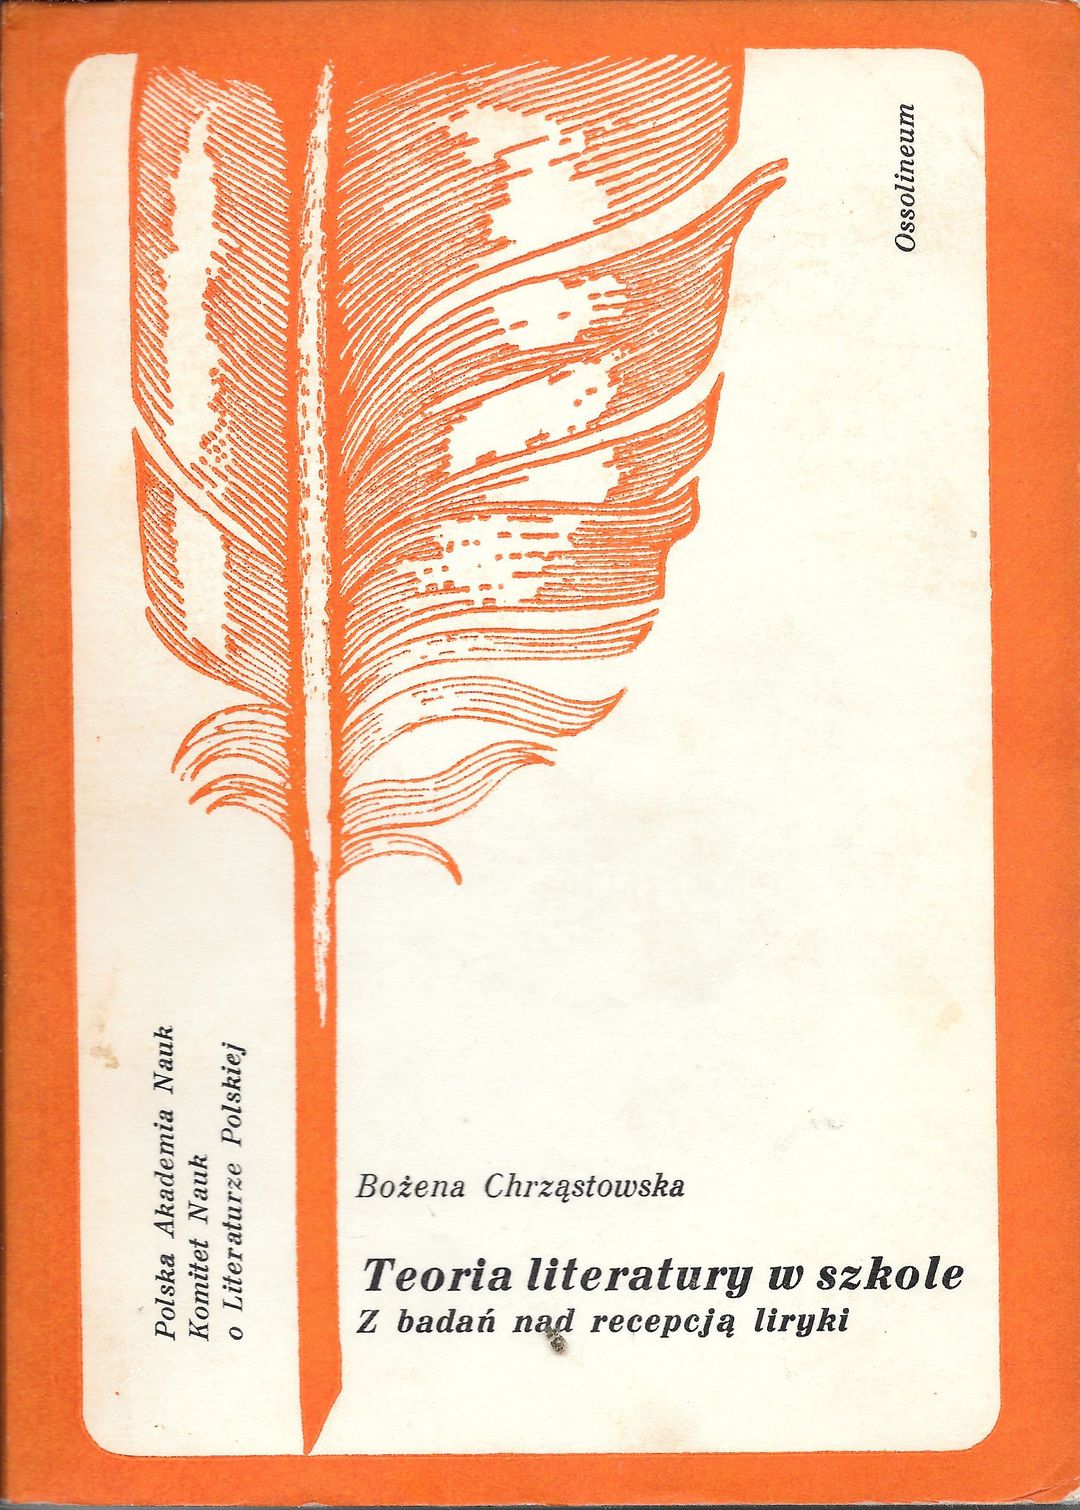 Ossolineum
Polska Akademia Nauk
Komitet Nauk
o Literaturze Polskiej
Bożena Chrząstowska
Teoria literatury w szkole
Z badań nad recepcją liryki